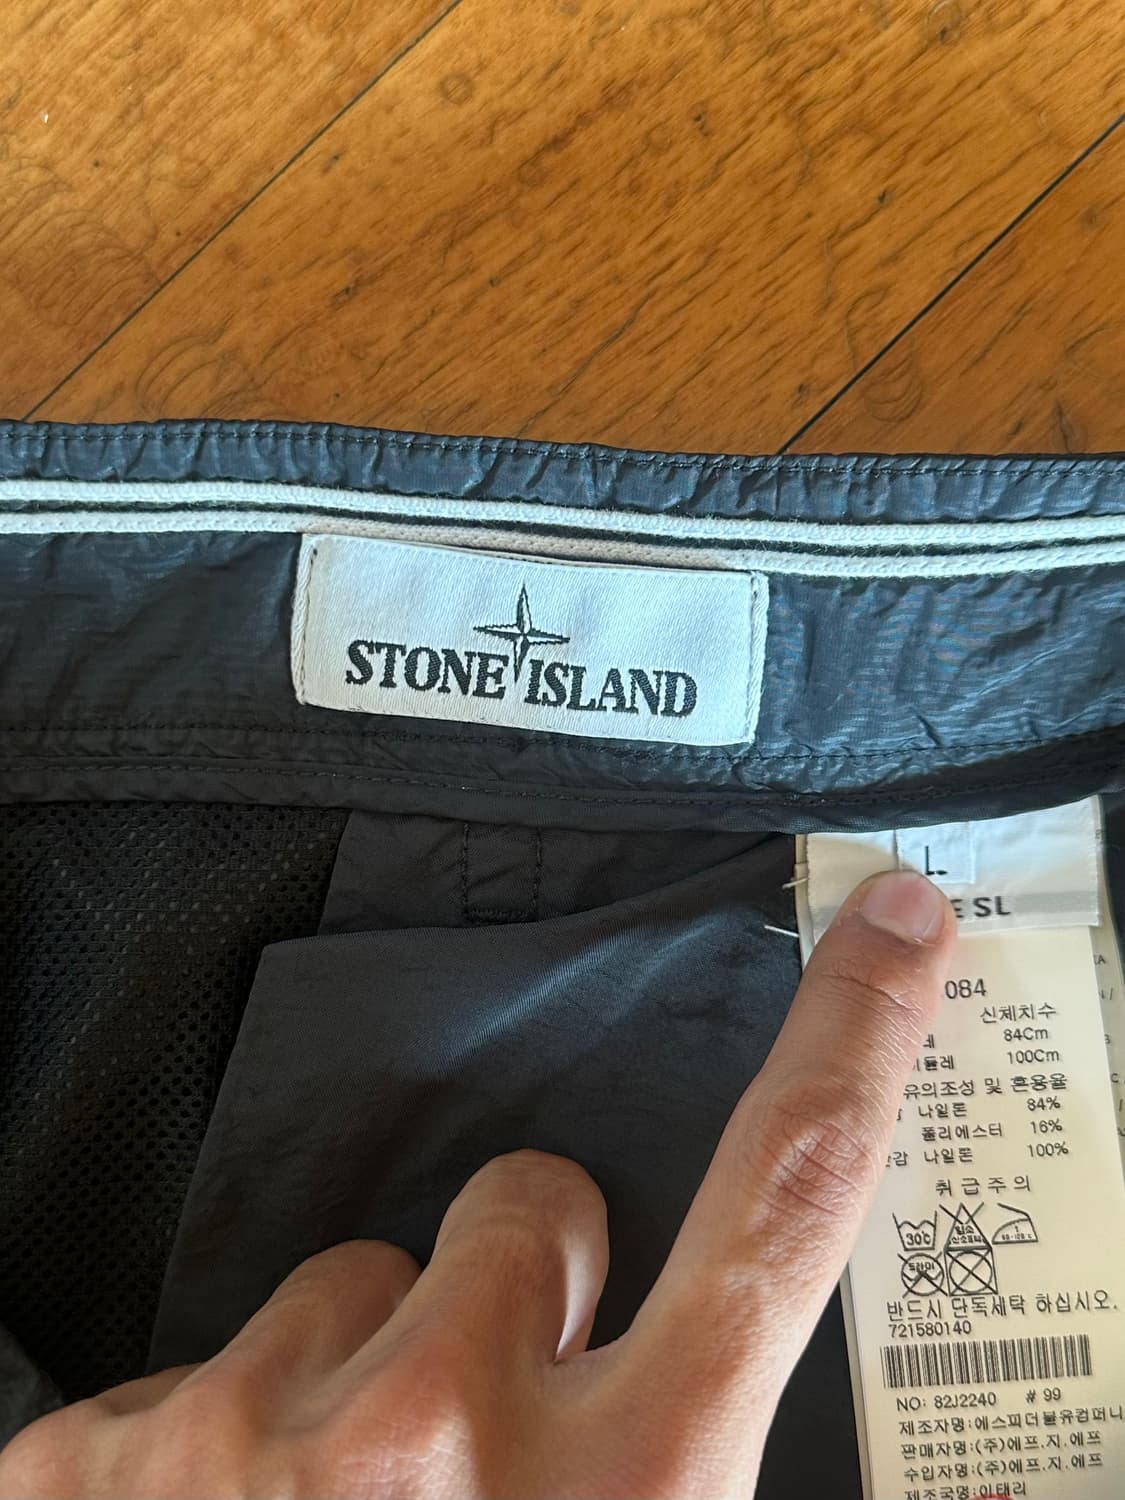 STONE ISLAND
L
SL
084
신체치수
84Cm
100Cm
및 혼용율
나일론 84%
폴리에스터 16%
나일론 100%
취급주의
30℃
드라이
반드시 단독세탁 하십시오.
721580140
NO: 82J2240 # 99
제조자명:에스피더블유컴퍼니
판매자명:(주)에프.지.에프
수입자명:(주)에프.지.에프
제조국명:이태리